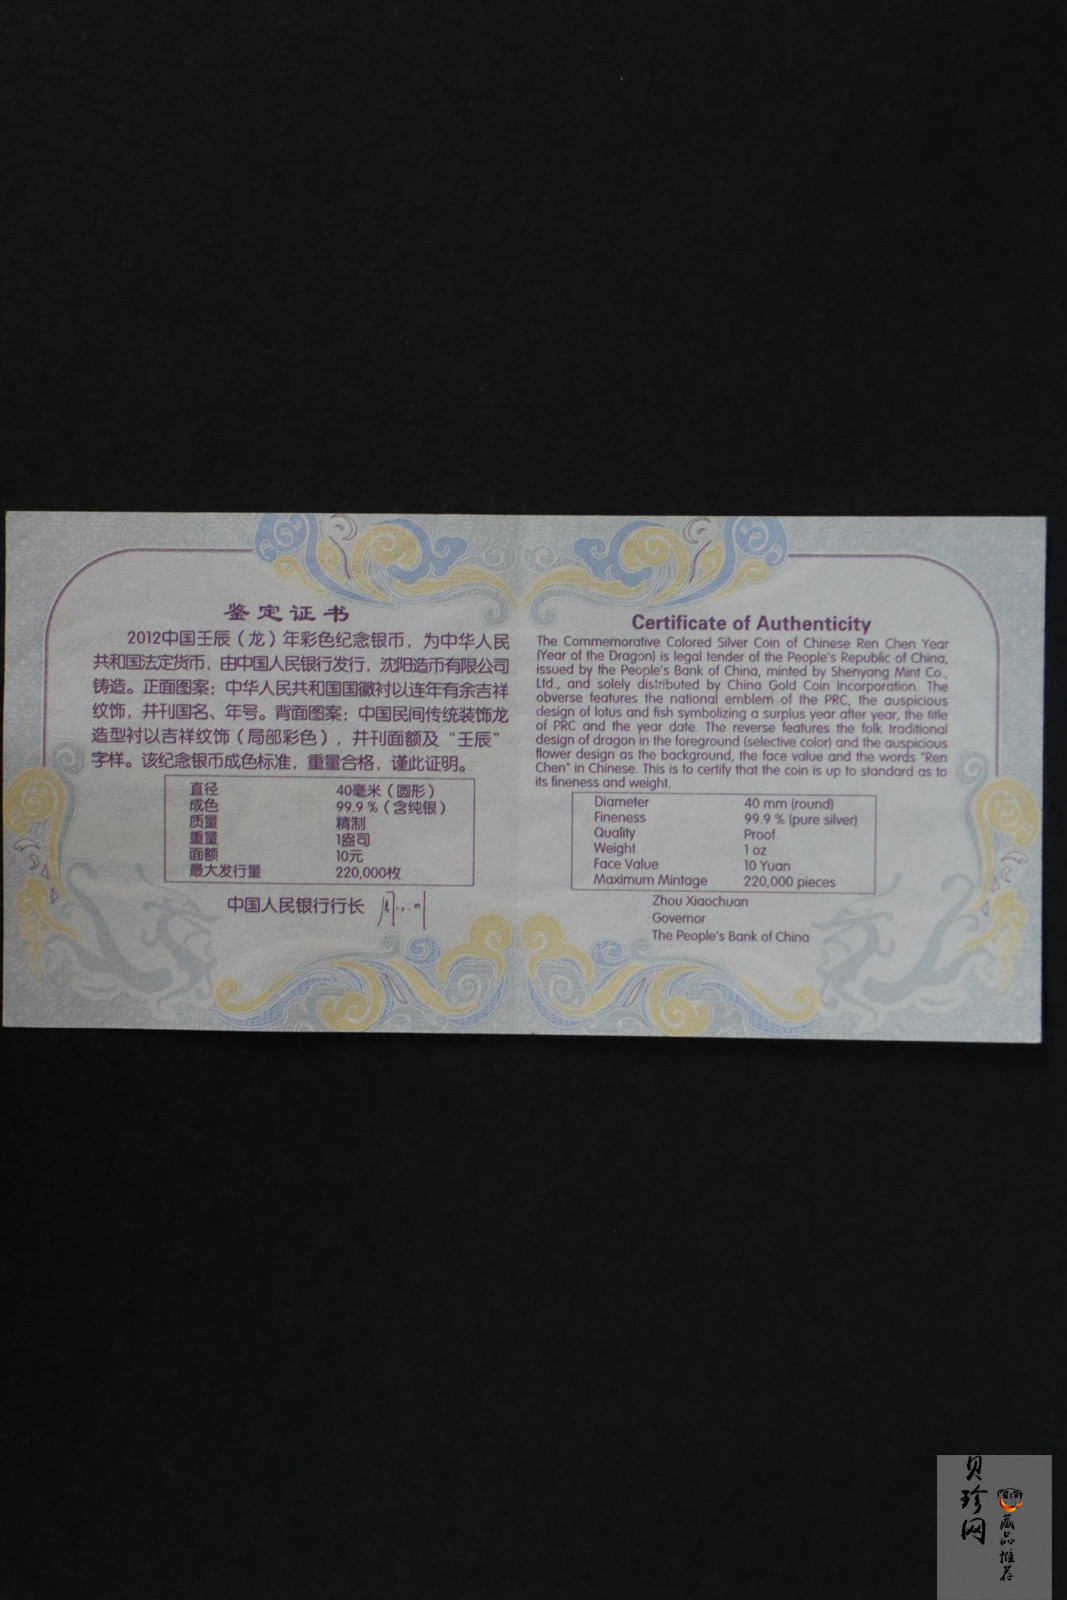 鉴定证书
2012中国壬辰（龙）年彩色纪念银币，为中华人民
共和国法定货币，由中国人民银行发行，沈阳造币有限公司
铸造。正面图案：中华人民共和国国徽衬以连年有余吉祥
纹饰，并刊国名、年号。背面图案：中国民间传统装饰龙
造型衬以吉祥纹饰（局部彩色），并刊面额及“壬辰”
字样。该纪念银币成色标准，重量合格，谨此证明。
直径 40毫米（圆形）
成色 99.9％（含纯银）
质量 精制
重量 1盎司
面额 10元
最大发行量 220,000枚
中国人民银行行长
Certificate of Authenticity
The Commemorative Colored Silver Coin of Chinese Ren Chen Year
(Year of the Dragon) is legal tender of the People's Republic of China,
issued by the People's Bank of China, minted by Shenyang Mint Co.,
Ltd., and solely distributed by China Gold Coin Incorporation. The
obverse features the national emblem of the PRC, the auspicious
design of lotus and fish symbolizing a surplus year after year, the title
of PRC and the year date. The reverse features the folk traditional
design of dragon in the foreground (selective color) and the auspicious
flower design as the background, the face value and the words "Ren
Chen" in Chinese. This is to certify that the coin is up to standard as to
its fineness and weight.
Diameter 40 mm (round)
Fineness 99.9 % (pure silver)
Quality Proof
Weight 1 oz
Face Value 10 Yuan
Maximum Mintage 220,000 pieces
Zhou Xiaochuan
Governor
The People's Bank of China
贝珍网
藏品推荐